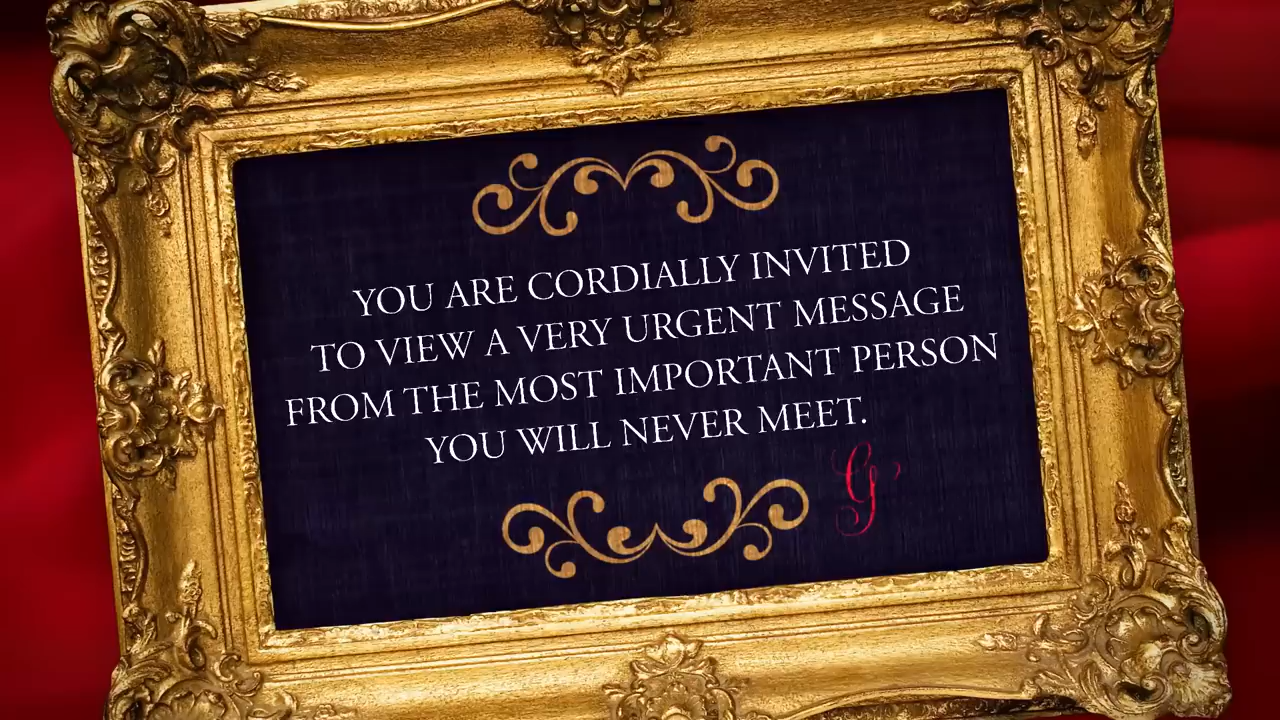 YOU ARE CORDIALLY INVITED
TO VIEW A VERY URGENT MESSAGE
FROM THE MOST IMPORTANT PERSON
YOU WILL NEVER MEET.
G